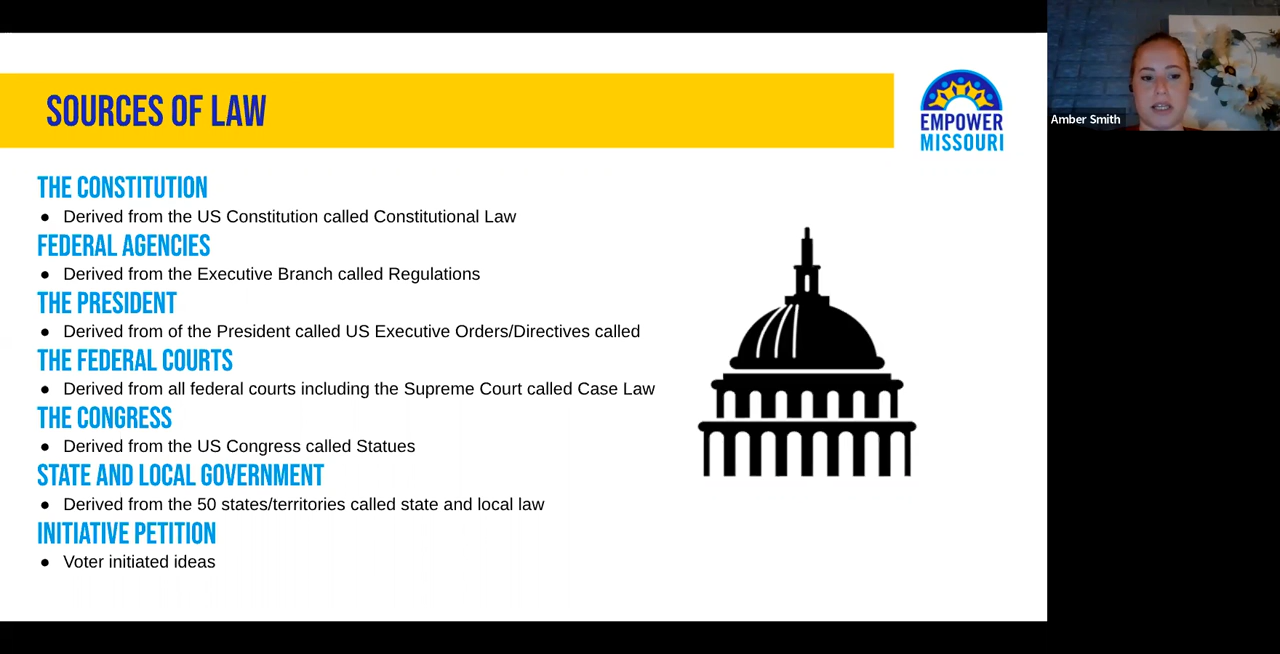 SOURCES OF LAW
EMPOWER
MISSOURI
Amber Smith
THE CONSTITUTION
● Derived from the US Constitution called Constitutional Law
FEDERAL AGENCIES
● Derived from the Executive Branch called Regulations
THE PRESIDENT
● Derived from of the President called US Executive Orders/Directives called
THE FEDERAL COURTS
● Derived from all federal courts including the Supreme Court called Case Law
THE CONGRESS
● Derived from the US Congress called Statues
STATE AND LOCAL GOVERNMENT
● Derived from the 50 states/territories called state and local law
INITIATIVE PETITION
● Voter initiated ideas